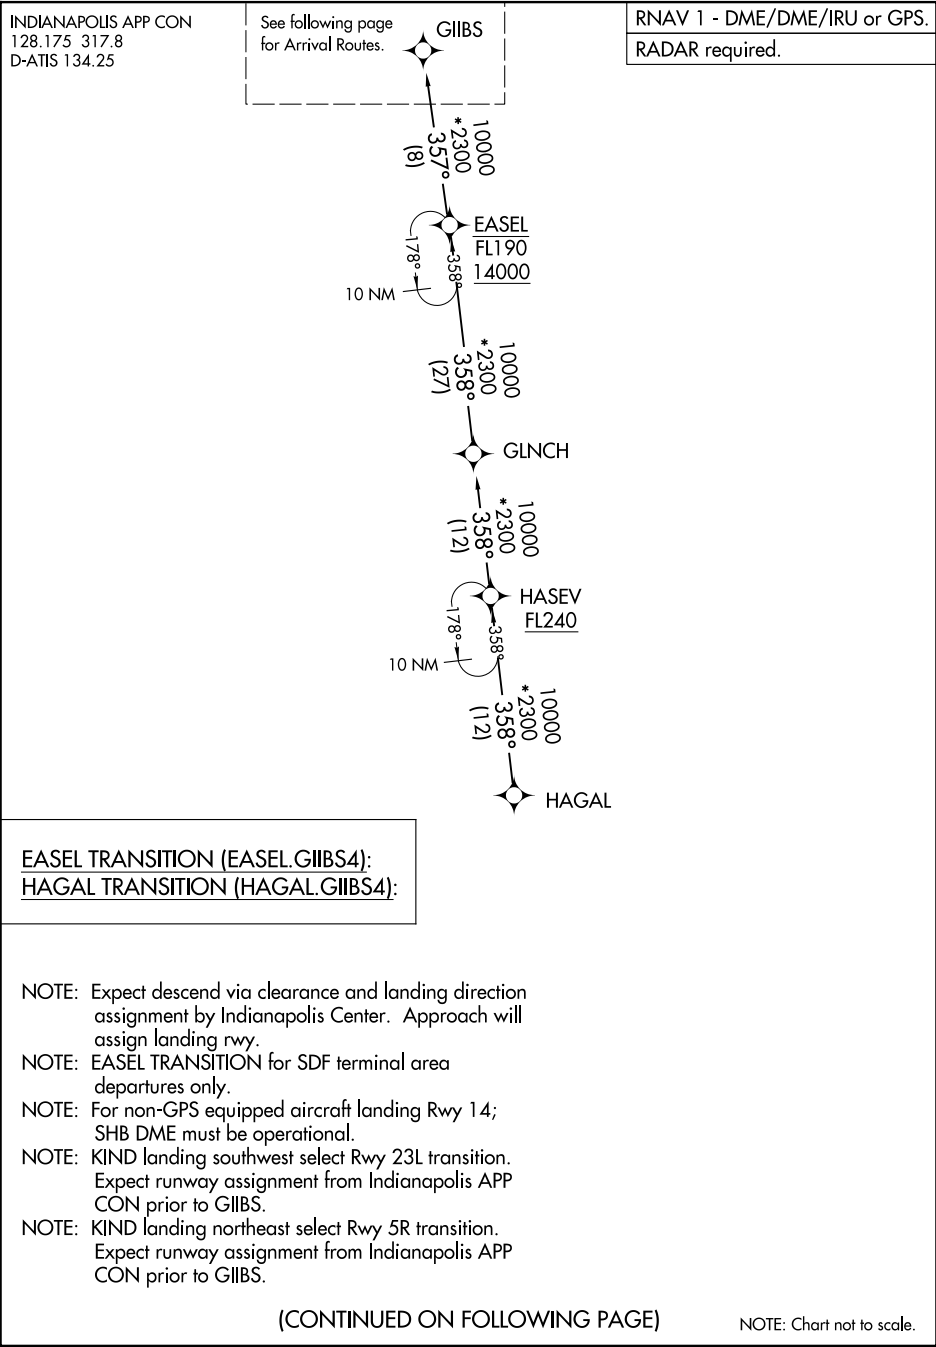 INDIANAPOLIS APP CON
128.175 317.8
D-ATIS 134.25
See following page
for Arrival Routes.
GIIBS
RNAV 1 - DME/DME/IRU or GPS.
RADAR required.
10000
*2300
357°
(8)
EASEL
FL190
14000
178°
358°
10 NM
10000
*2300
358°
(27)
GLNCH
10000
*2300
358°
(12)
HASEV
FL240
178°
358°
10 NM
10000
*2300
358°
(12)
HAGAL
EASEL TRANSITION (EASEL.GIIBS4):
HAGAL TRANSITION (HAGAL.GIIBS4):
NOTE: Expect descend via clearance and landing direction
assignment by Indianapolis Center. Approach will
assign landing rwy.
NOTE: EASEL TRANSITION for SDF terminal area
departures only.
NOTE: For non-GPS equipped aircraft landing Rwy 14;
SHB DME must be operational.
NOTE: KIND landing southwest select Rwy 23L transition.
Expect runway assignment from Indianapolis APP
CON prior to GIIBS.
NOTE: KIND landing northeast select Rwy 5R transition.
Expect runway assignment from Indianapolis APP
CON prior to GIIBS.
(CONTINUED ON FOLLOWING PAGE)
NOTE: Chart not to scale.